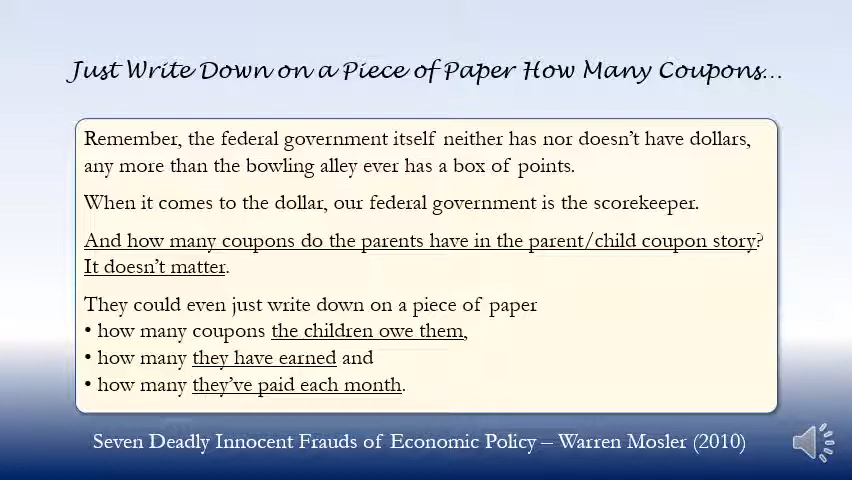 Just Write Down on a Piece of Paper How Many Coupons...
Remember, the federal government itself neither has nor doesn't have dollars,
any more than the bowling alley ever has a box of points.
When it comes to the dollar, our federal government is the scorekeeper.
And how many coupons do the parents have in the parent/child coupon story?
It doesn't matter.
They could even just write down on a piece of paper
• how many coupons the children owe them,
• how many they have earned and
• how many they've paid each month.
Seven Deadly Innocent Frauds of Economic Policy – Warren Mosler (2010)